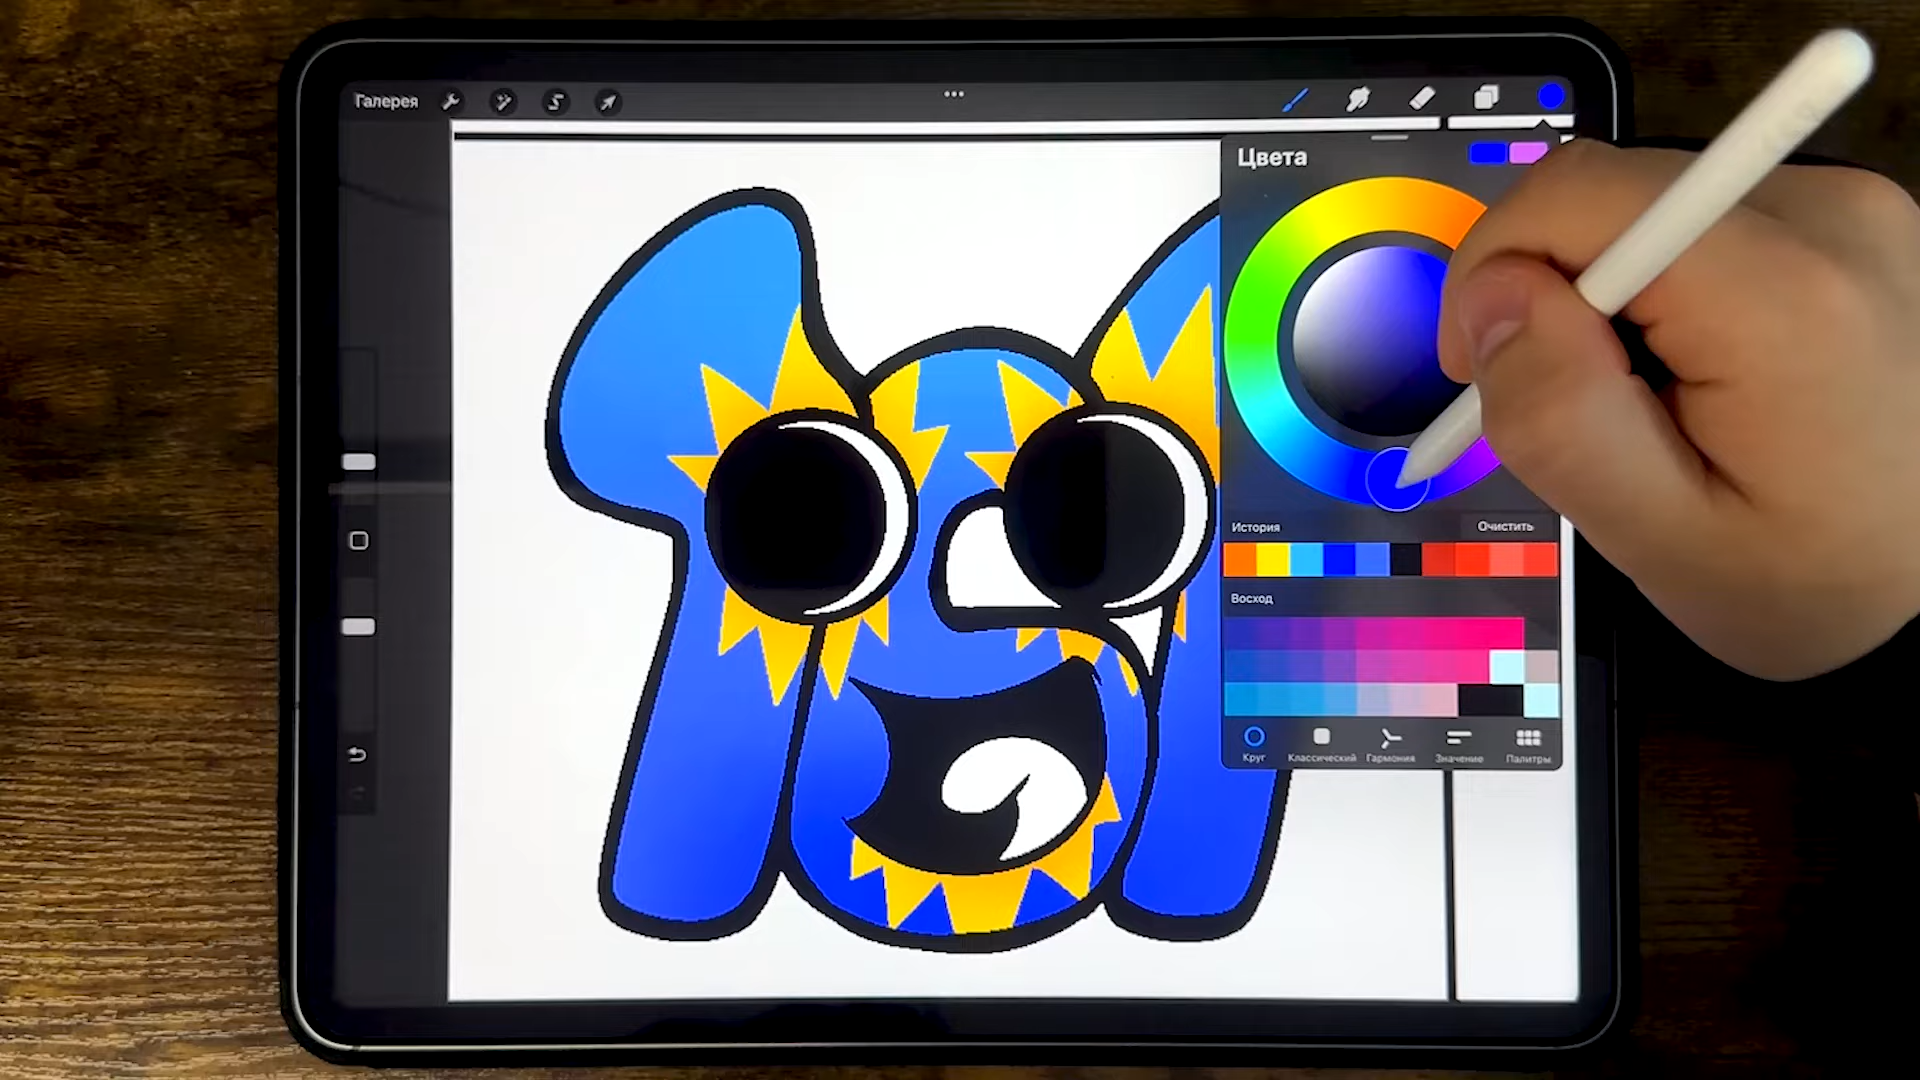 Галерея
Цвета
История
Очистить
Восход
Круг
Классический
Гармония
Значение
Палитры